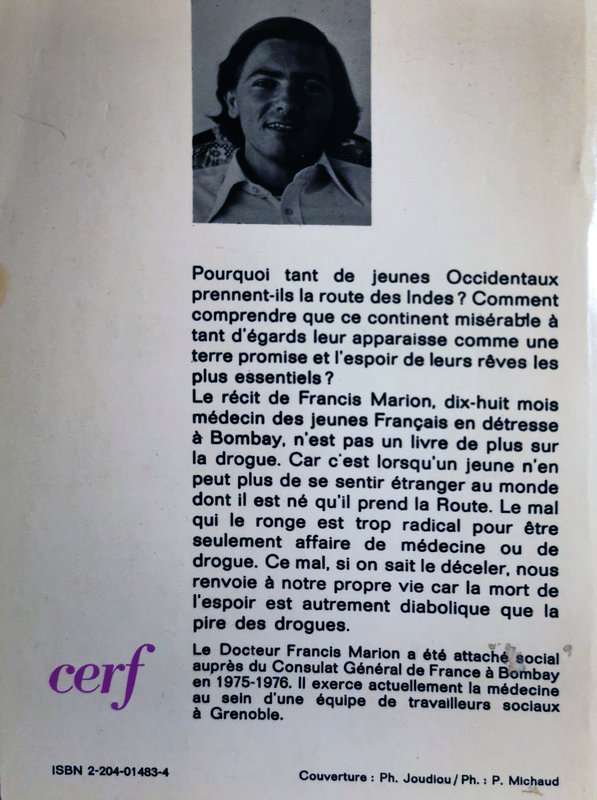 Pourquoi tant de jeunes Occidentaux
prennent-ils la route des Indes ? Comment
comprendre que ce continent misérable à
tant d'égards leur apparaisse comme une
terre promise et l'espoir de leurs rêves les
plus essentiels ?
Le récit de Francis Marion, dix-huit mois
médecin des jeunes Français en détresse
à Bombay, n'est pas un livre de plus sur
la drogue. Car c'est lorsqu'un jeune n'en
peut plus de se sentir étranger au monde
dont il est né qu'il prend la Route. Le mal
qui le ronge est trop radical pour être
seulement affaire de médecine ou de
drogue. Ce mal, si on sait le déceler, nous
renvoie à notre propre vie car la mort de
l'espoir est autrement diabolique que la
pire des drogues.
Le Docteur Francis Marion a été attaché social
auprès du Consulat Général de France à Bombay
en 1975-1976. Il exerce actuellement la médecine
au sein d'une équipe de travailleurs sociaux
à Grenoble.
cerf
ISBN 2-204-01483-4
Couverture : Ph. Joudiou / Ph. : P. Michaud